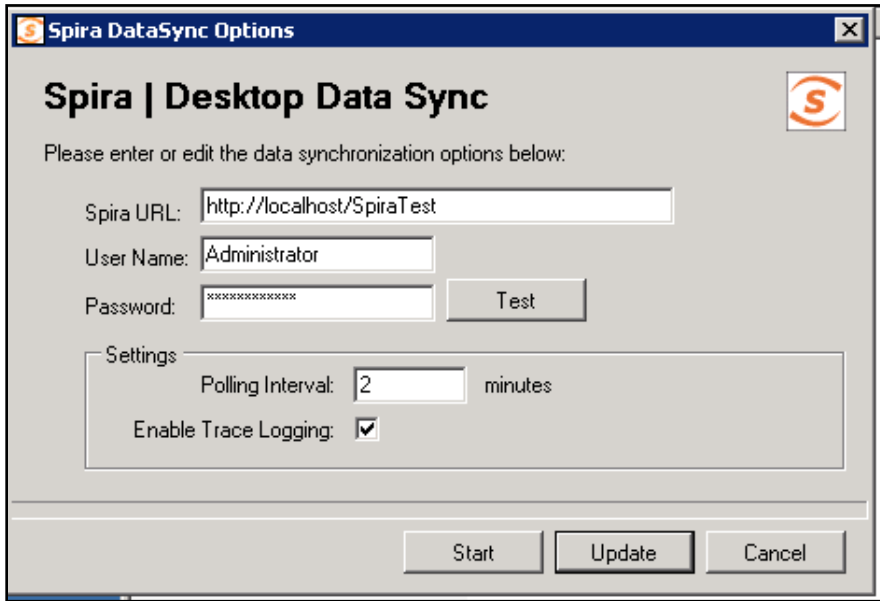 Spira DataSync Options
Spira | Desktop Data Sync
S
Please enter or edit the data synchronization options below:
Spira URL: http://localhost/SpiraTest
User Name: Administrator
Password: ************ Test
Settings
Polling Interval: 2 minutes
Enable Trace Logging:
Start Update Cancel